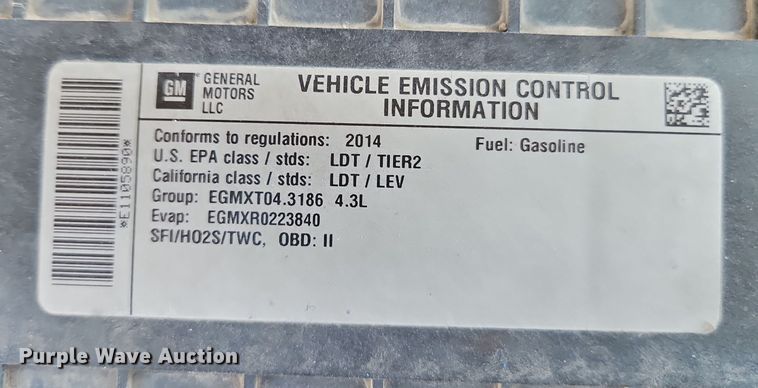 GM GENERAL MOTORS LLC
VEHICLE EMISSION CONTROL
INFORMATION
Conforms to regulations: 2014 Fuel: Gasoline
U.S. EPA class / stds: LDT / TIER2
California class / stds: LDT / LEV
Group: EGMXT04.3186 4.3L
Evap: EGMXR0223840
SFI/HO2S/TWC, OBD: II
*E1105890*
Purple Wave Auction